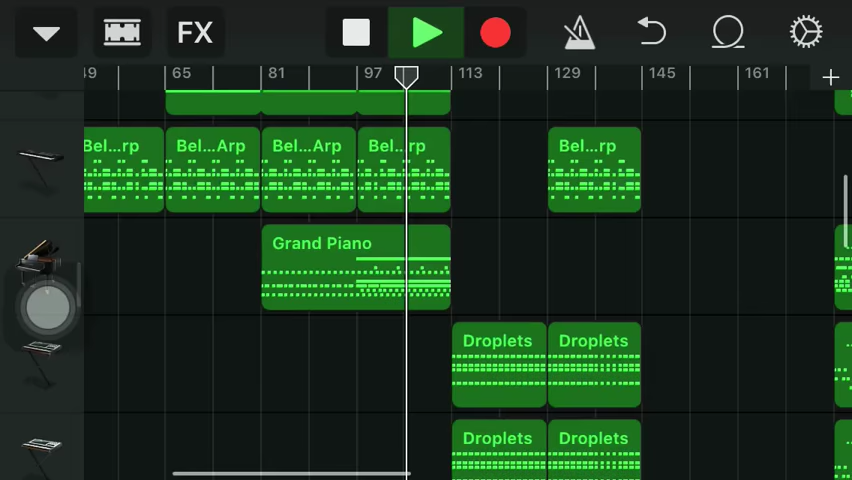 FX
49 65 81 97 113 129 145 161
Bel...rp Bel...Arp Bel...Arp Bel...rp Bel...rp
Grand Piano
Droplets Droplets
Droplets Droplets